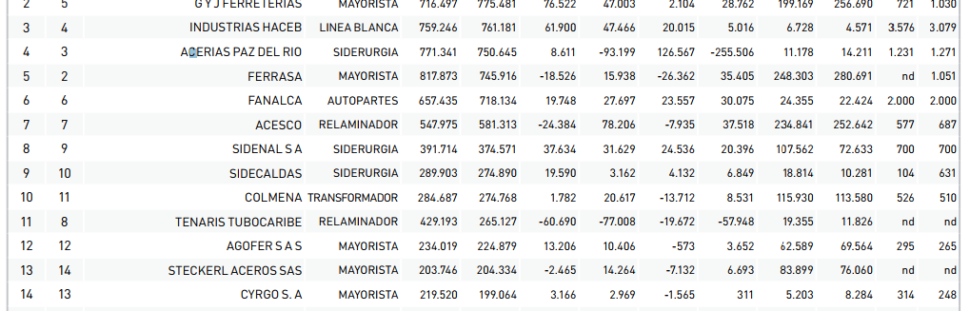 2 5 G Y J FERRETERIAS MAYORISTA 716.497 775.481 76.522 47.003 2.104 28.762 199.169 256.690 721 1.030
3 4 INDUSTRIAS HACEB LINEA BLANCA 759.246 761.181 61.900 47.466 20.015 5.016 6.728 4.571 3.576 3.079
4 3 ACERIAS PAZ DEL RIO SIDERURGIA 771.341 750.645 8.611 -93.199 126.567 -255.506 11.178 14.211 1.231 1.271
5 2 FERRASA MAYORISTA 817.873 745.916 -18.526 15.938 -26.362 35.405 248.303 280.691 nd 1.051
6 6 FANALCA AUTOPARTES 657.435 718.134 19.748 27.697 23.557 30.075 24.355 22.424 2.000 2.000
7 7 ACESCO RELAMINADOR 547.975 581.313 -24.384 78.206 -7.935 37.518 234.841 252.642 577 687
8 9 SIDENAL S A SIDERURGIA 391.714 374.571 37.634 31.629 24.536 20.396 107.562 72.633 700 700
9 10 SIDECALDAS SIDERURGIA 289.903 274.890 19.590 3.162 4.132 6.849 18.814 10.281 104 631
10 11 COLMENA TRANSFORMADOR 284.687 274.768 1.782 20.617 -13.712 8.531 115.930 113.580 526 510
11 8 TENARIS TUBOCARIBE RELAMINADOR 429.193 265.127 -60.690 -77.008 -19.672 -57.948 19.355 11.826 nd nd
12 12 AGOFER S A S MAYORISTA 234.019 224.879 13.206 10.406 -573 3.652 62.589 69.564 295 265
13 14 STECKERL ACEROS SAS MAYORISTA 203.746 204.334 -2.465 14.264 -7.132 6.693 83.899 76.060 nd nd
14 13 CYRGO S. A MAYORISTA 219.520 199.064 3.166 2.969 -1.565 311 5.203 8.284 314 248